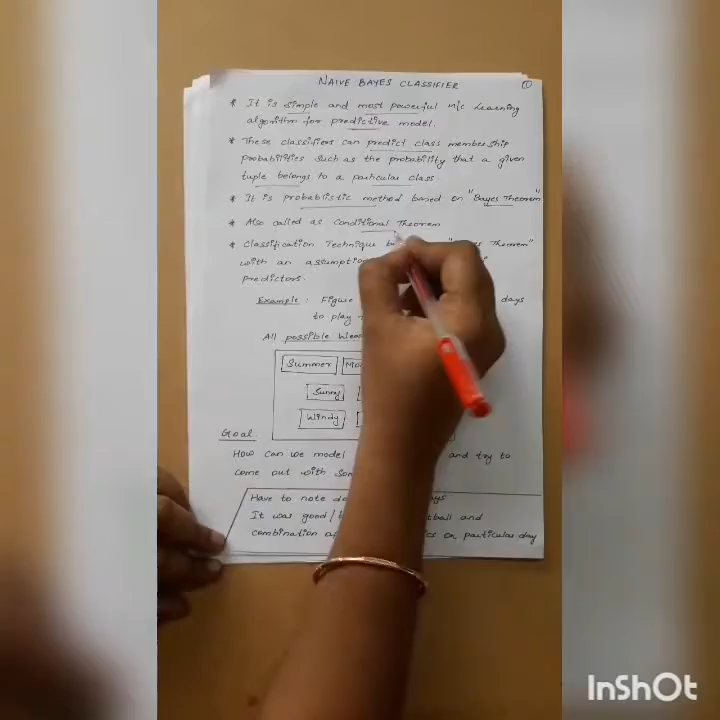 NAIVE BAYES CLASSIFIER
1
* It is simple and most powerful M/c Learning
algorithm for predictive model.
* These classifiers can predict class membership
probabilities such as the probability that a given
tuple belongs to a particular class.
* It is probablistic method based on "Bayes Theorem"
* Also called as Conditional Theorem
* Classification Technique Theorem"
with an assumption
predictors.
Example : Figure days
to play
All possible
Summer
Sunny
Windy
Goal
How can we model and try to
come out with
Have to note
It was good/ and
combination on particular day
InShOt